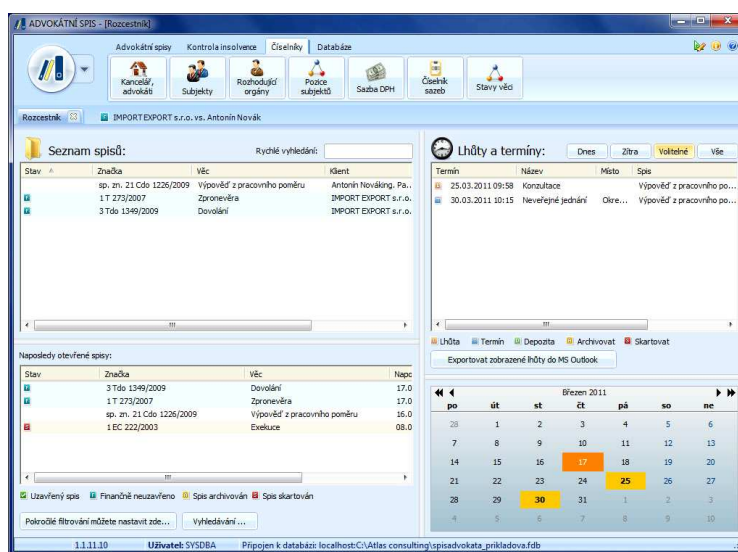 ADVOKÁTNÍ SPIS - [Rozcestník]
Advokátní spisy Kontrola insolvence Číselníky Databáze
Kancelář, advokáti
Subjekty
Rozhodující orgány
Pozice subjektů
Sazba DPH
Číselník sazeb
Stavy věcí
Rozcestník IMPORT EXPORT s.r.o. vs. Antonín Novák
Seznam spisů: Rychlé vyhledání:
Stav Značka Věc Klient
sp. zn. 21 Cdo 1226/2009 Výpověď z pracovního poměru Antonín Nováking. Pa..
1 T 273/2007 Zpronevěra IMPORT EXPORT s.r.o.
3 Tdo 1349/2009 Dovolání IMPORT EXPORT s.r.o.
Naposledy otevřené spisy:
Stav Značka Věc Napo
3 Tdo 1349/2009 Dovolání 17.0
1 T 273/2007 Zpronevěra 17.0
sp. zn. 21 Cdo 1226/2009 Výpověď z pracovního poměru 16.0
1 EC 222/2003 Exekuce 08.0
Uzavřený spis Finančně neuzavřeno Spis archivován Spis skartován
Pokročilé filtrování můžete nastavit zde... Vyhledávání ...
Lhůty a termíny: Dnes Zítra Volitelné Vše
Termín Název Místo Spis
25.03.2011 09:58 Konzultace Výpověď z pracovního po...
30.03.2011 10:15 Neveřejné jednání Okre... Výpověď z pracovního po...
Lhůta Termín Depozita Archivovat Skartovat
Exportovat zobrazené lhůty do MS Outlook
Březen 2011
po út st čt pá so ne
28 1 2 3 4 5 6
7 8 9 10 11 12 13
14 15 16 17 18 19 20
21 22 23 24 25 26 27
28 29 30 31 1 2 3
4 5 6 7 8 9 10
1.1.11.10 Uživatel: SYSDBA Připojen k databázi: localhost:C:\Atlas consulting\spisadvokata_prikladova.fdb